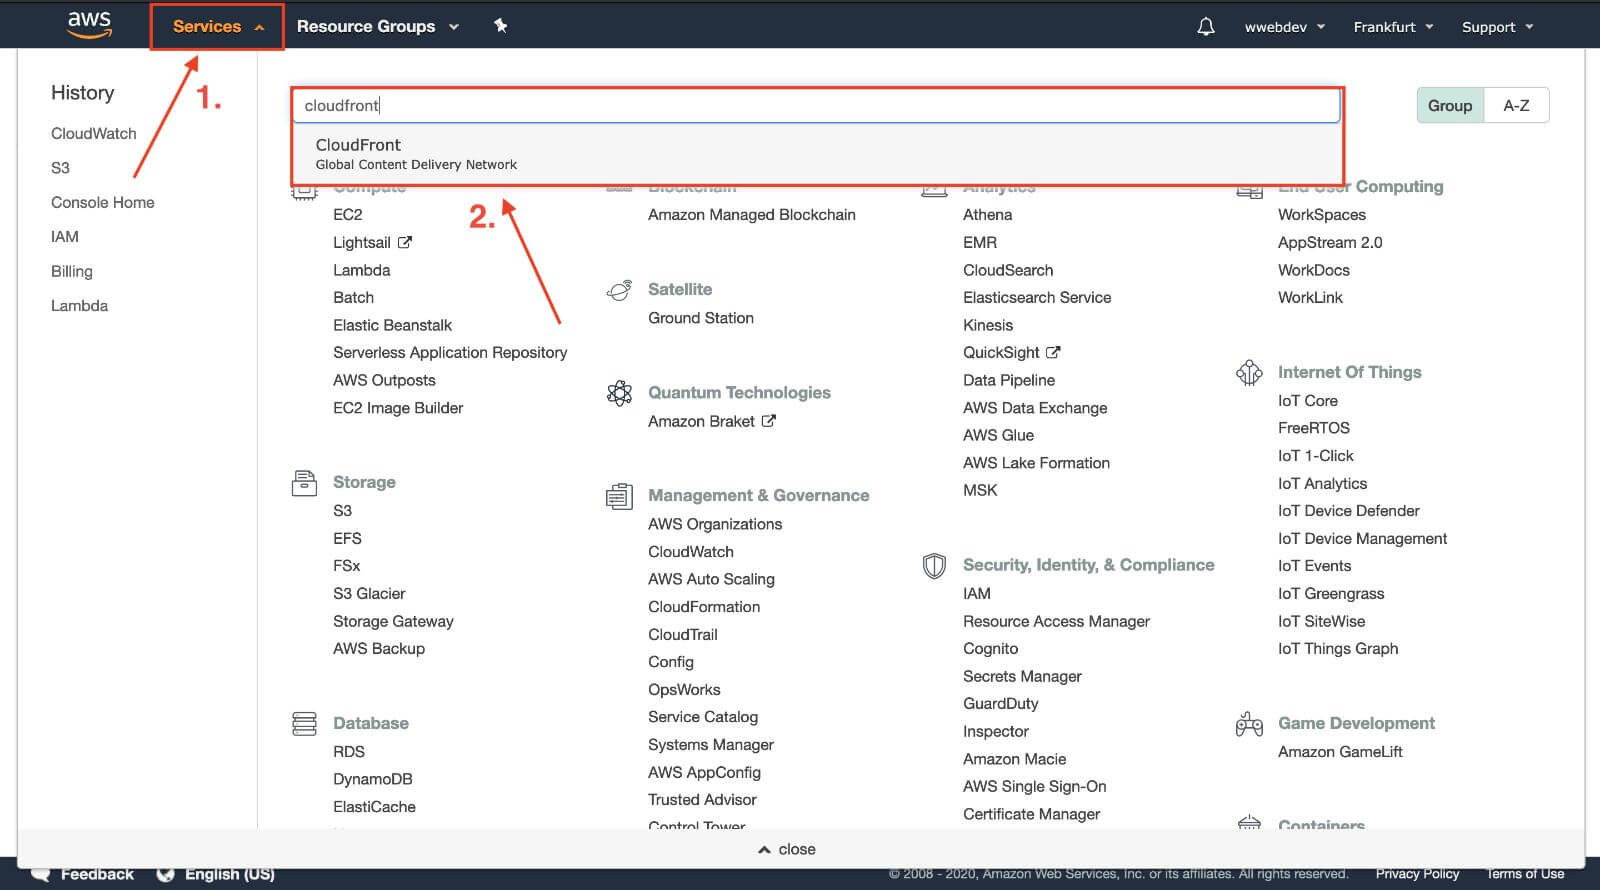 aws
Services
Resource Groups
wwebdev
Frankfurt
Support
1.
History
CloudWatch
S3
Console Home
IAM
Billing
Lambda
cloudfront
Group
A-Z
CloudFront
Global Content Delivery Network
2.
Compute
EC2
Lightsail
Lambda
Batch
Elastic Beanstalk
Serverless Application Repository
AWS Outposts
EC2 Image Builder
Storage
S3
EFS
FSx
S3 Glacier
Storage Gateway
AWS Backup
Database
RDS
DynamoDB
ElastiCache
Blockchain
Amazon Managed Blockchain
Satellite
Ground Station
Quantum Technologies
Amazon Braket
Management & Governance
AWS Organizations
CloudWatch
AWS Auto Scaling
CloudFormation
CloudTrail
Config
OpsWorks
Service Catalog
Systems Manager
AWS AppConfig
Trusted Advisor
Control Tower
Analytics
Athena
EMR
CloudSearch
Elasticsearch Service
Kinesis
QuickSight
Data Pipeline
AWS Data Exchange
AWS Glue
AWS Lake Formation
MSK
Security, Identity, & Compliance
IAM
Resource Access Manager
Cognito
Secrets Manager
GuardDuty
Inspector
Amazon Macie
AWS Single Sign-On
Certificate Manager
End User Computing
WorkSpaces
AppStream 2.0
WorkDocs
WorkLink
Internet Of Things
IoT Core
FreeRTOS
IoT 1-Click
IoT Analytics
IoT Device Defender
IoT Device Management
IoT Events
IoT Greengrass
IoT SiteWise
IoT Things Graph
Game Development
Amazon GameLift
Containers
close
Feedback
English (US)
© 2008 - 2020, Amazon Web Services, Inc. or its affiliates. All rights reserved.
Privacy Policy
Terms of Use